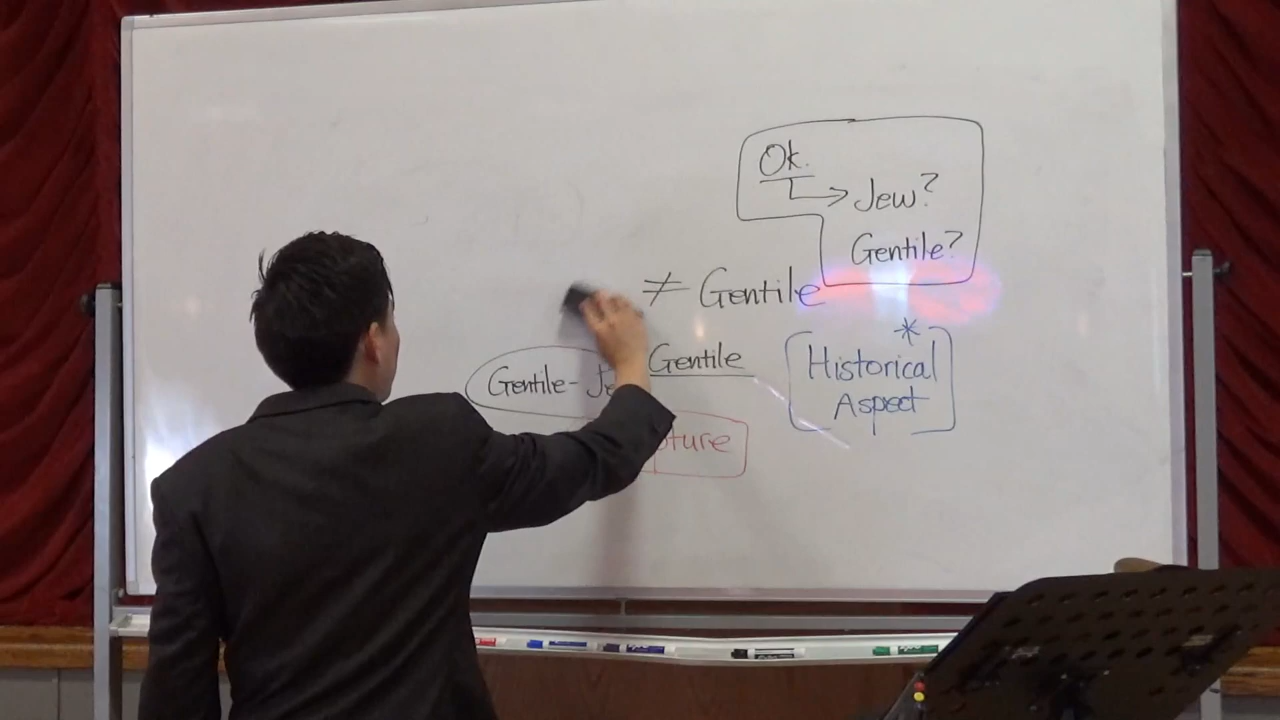 Ok.
Jew?
Gentile?
≠ Gentile
Gentile
Gentile-
*
Historical
Aspect